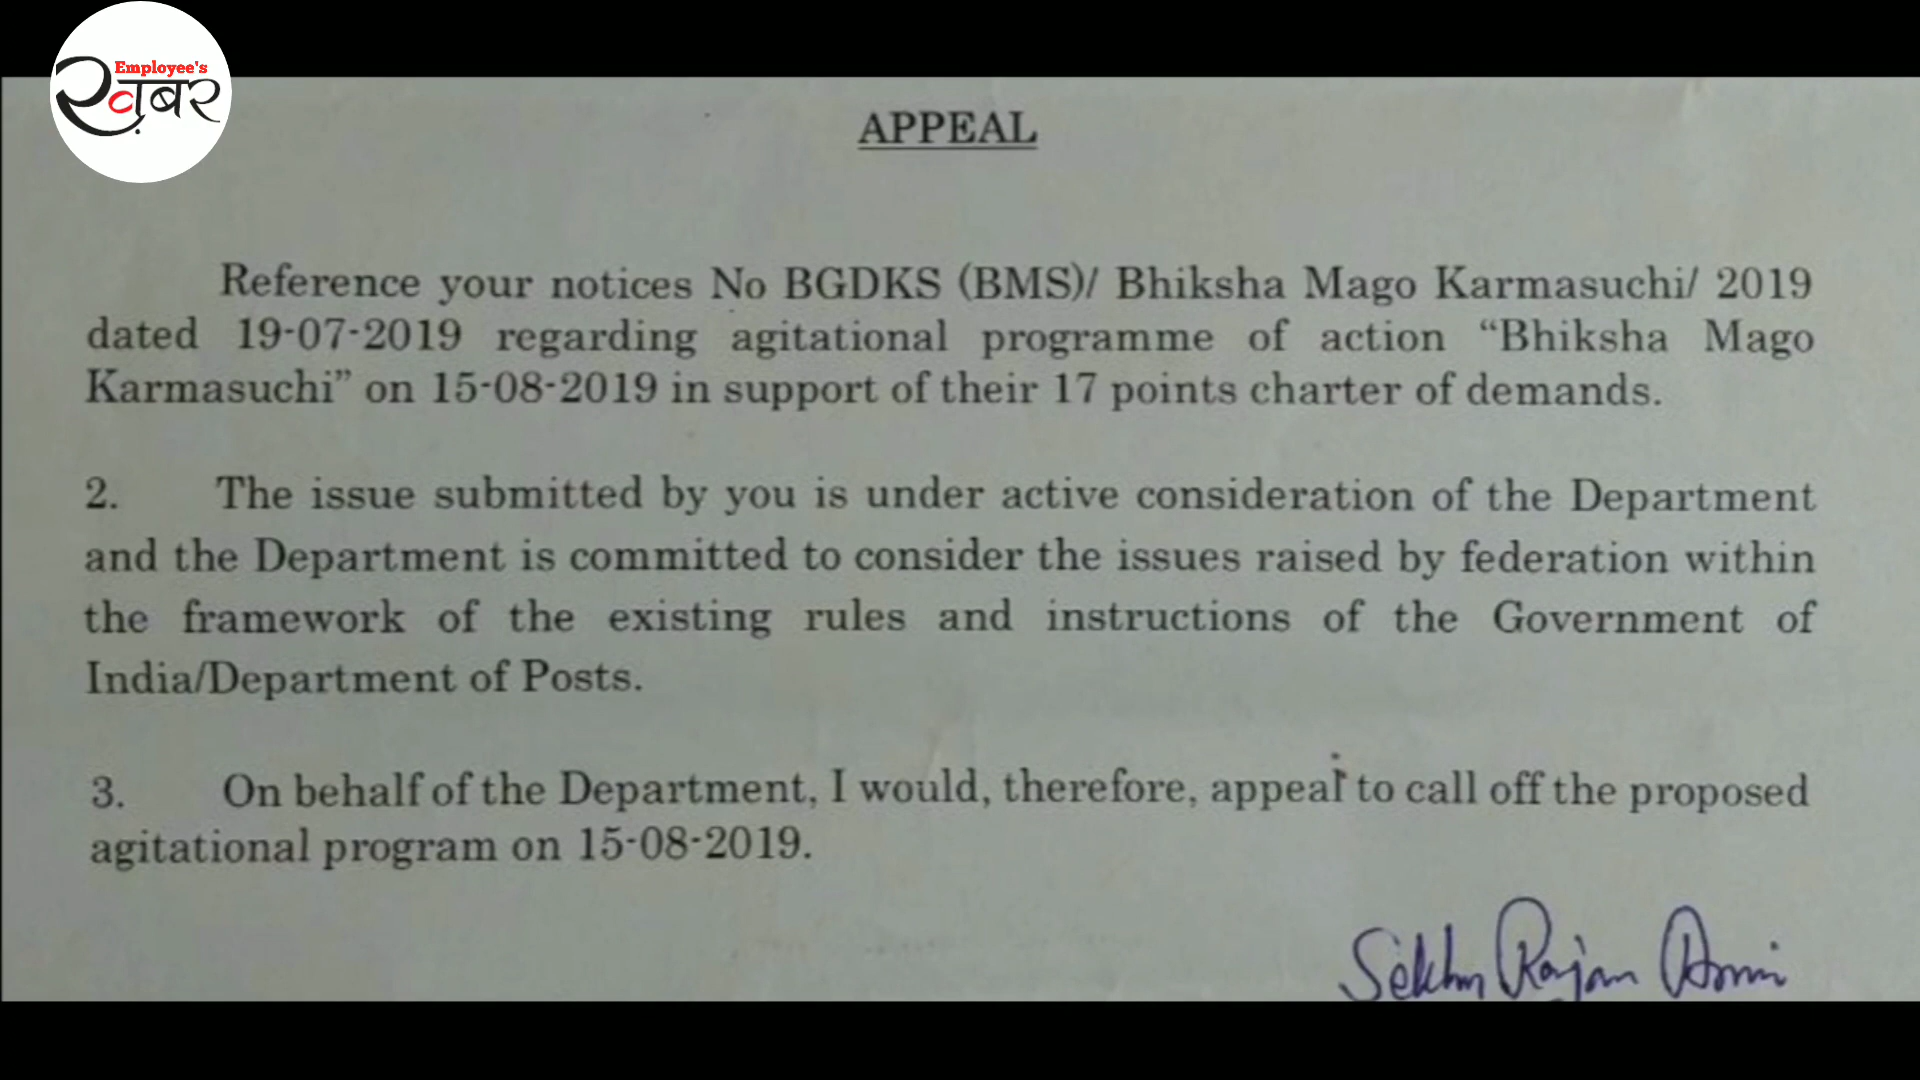 Employee's
ख़बर
APPEAL
Reference your notices No BGDKS (BMS)/ Bhiksha Mago Karmasuchi/ 2019
dated 19-07-2019 regarding agitational programme of action “Bhiksha Mago
Karmasuchi” on 15-08-2019 in support of their 17 points charter of demands.
2. The issue submitted by you is under active consideration of the Department
and the Department is committed to consider the issues raised by federation within
the framework of the existing rules and instructions of the Government of
India/Department of Posts.
3. On behalf of the Department, I would, therefore, appeal to call off the proposed
agitational program on 15-08-2019.